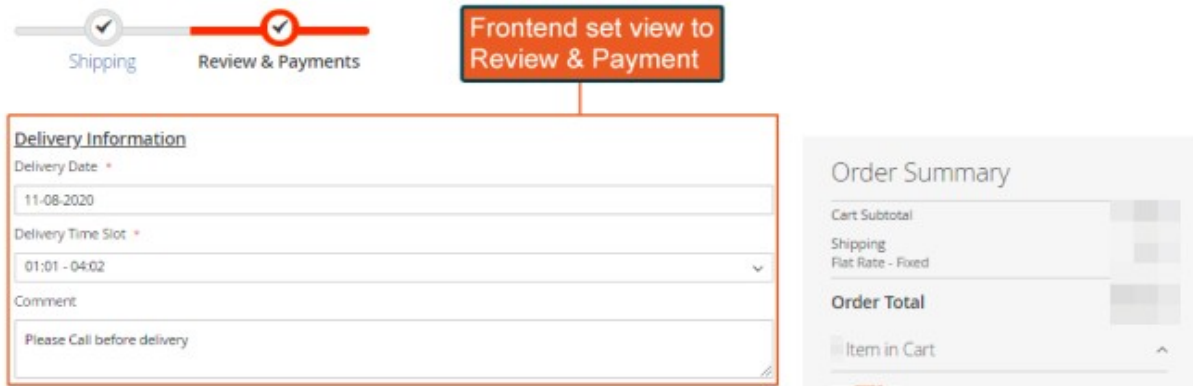 Shipping
Review & Payments
Frontend set view to
Review & Payment
Delivery Information
Delivery Date *
11-08-2020
Delivery Time Slot *
01:01 - 04:02
Comment
Please Call before delivery
Order Summary
Cart Subtotal
Shipping
Flat Rate - Fixed
Order Total
Item in Cart